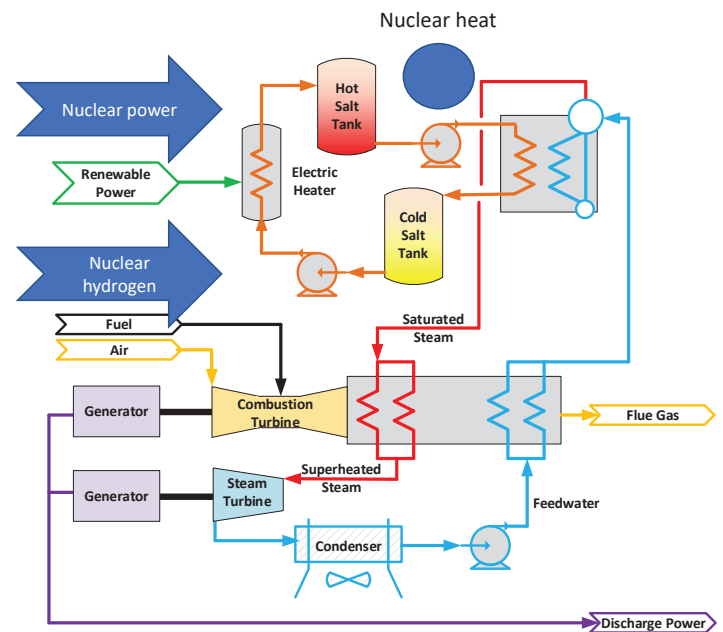 Nuclear heat
Nuclear power
Hot
Salt
Tank
Renewable
Power
Electric
Heater
Cold
Salt
Tank
Nuclear
hydrogen
Fuel
Air
Saturated
Steam
Generator
Combustion
Turbine
Flue Gas
Superheated
Steam
Generator
Steam
Turbine
Feedwater
Condenser
Discharge Power